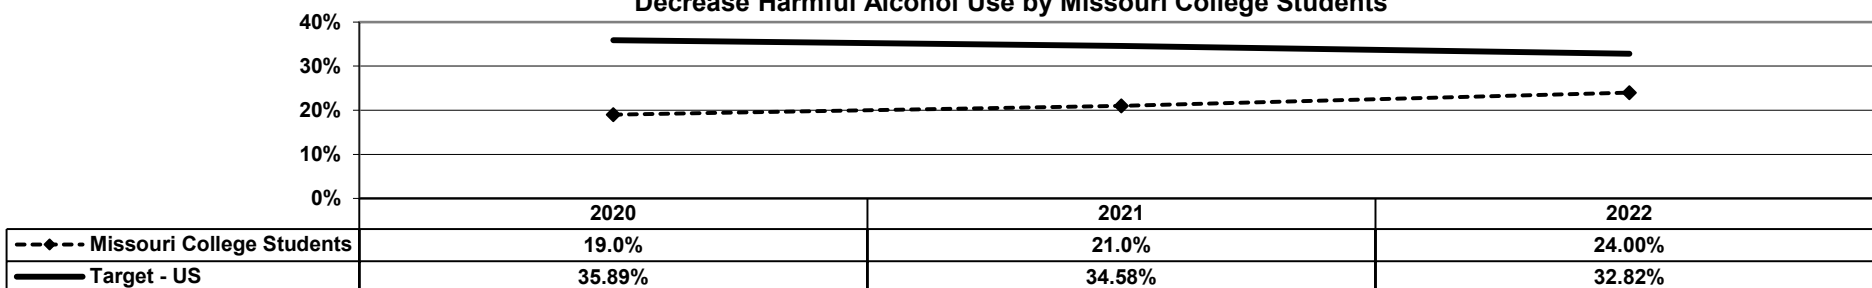 Decrease Harmful Alcohol Use by Missouri College Students
40%
30%
20%
10%
0%
2020 2021 2022
Missouri College Students 19.0% 21.0% 24.00%
Target - US 35.89% 34.58% 32.82%